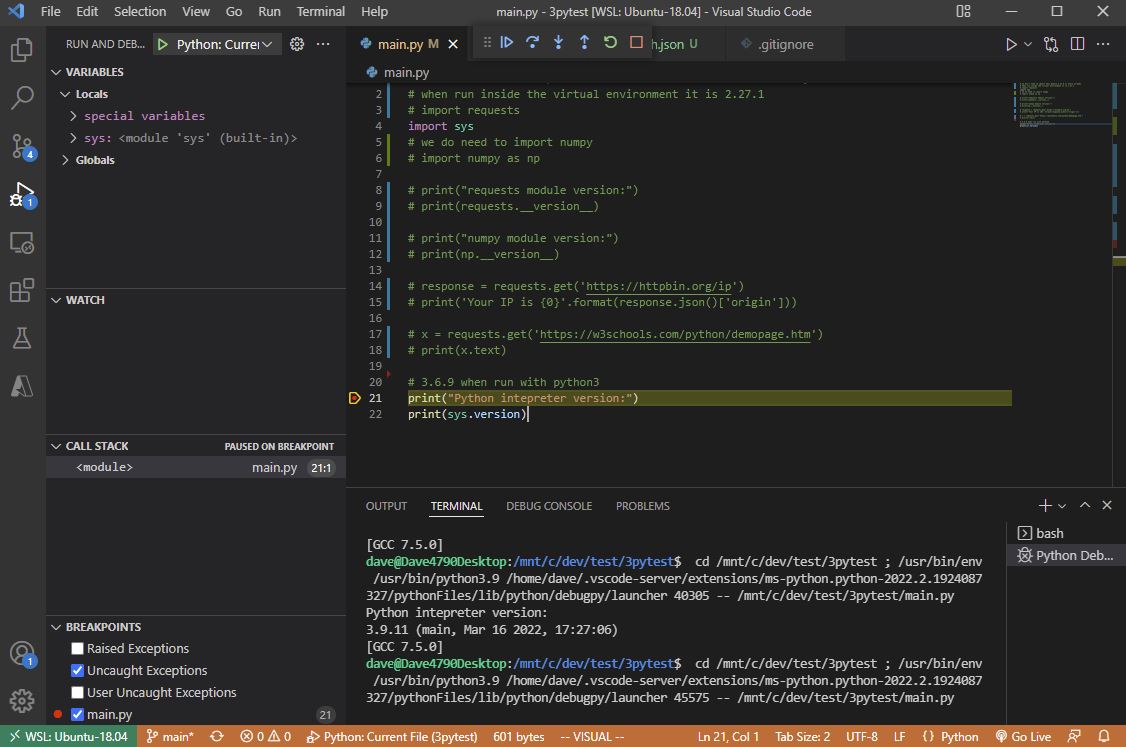 File Edit Selection View Go Run Terminal Help main.py - 3pytest [WSL: Ubuntu-18.04] - Visual Studio Code
RUN AND DEB... Python: Currer
main.py M h.json U .gitignore
main.py
VARIABLES
Locals
special variables
sys: <module 'sys' (built-in)>
Globals
WATCH
CALL STACK PAUSED ON BREAKPOINT
<module> main.py 21:1
BREAKPOINTS
Raised Exceptions
Uncaught Exceptions
User Uncaught Exceptions
main.py 21
4
1
1
2 # when run inside the virtual environment it is 2.27.1
3 # import requests
4 import sys
5 # we do need to import numpy
6 # import numpy as np
7
8 # print("requests module version:")
9 # print(requests.__version__)
10
11 # print("numpy module version:")
12 # print(np.__version__)
13
14 # response = requests.get('https://httpbin.org/ip')
15 # print('Your IP is {0}'.format(response.json()['origin']))
16
17 # x = requests.get('https://w3schools.com/python/demopage.htm')
18 # print(x.text)
19
20 # 3.6.9 when run with python3
21 print("Python intepreter version:")
22 print(sys.version)
OUTPUT TERMINAL DEBUG CONSOLE PROBLEMS
[GCC 7.5.0]
dave@Dave4790Desktop:/mnt/c/dev/test/3pytest$ cd /mnt/c/dev/test/3pytest ; /usr/bin/env
/usr/bin/python3.9 /home/dave/.vscode-server/extensions/ms-python.python-2022.2.1924087
327/pythonFiles/lib/python/debugpy/launcher 40305 -- /mnt/c/dev/test/3pytest/main.py
Python intepreter version:
3.9.11 (main, Mar 16 2022, 17:27:06)
[GCC 7.5.0]
dave@Dave4790Desktop:/mnt/c/dev/test/3pytest$ cd /mnt/c/dev/test/3pytest ; /usr/bin/env
/usr/bin/python3.9 /home/dave/.vscode-server/extensions/ms-python.python-2022.2.1924087
327/pythonFiles/lib/python/debugpy/launcher 45575 -- /mnt/c/dev/test/3pytest/main.py
bash
Python Deb...
WSL: Ubuntu-18.04 main* 0 0 Python: Current File (3pytest) 601 bytes -- VISUAL -- Ln 21, Col 1 Tab Size: 2 UTF-8 LF {} Python Go Live